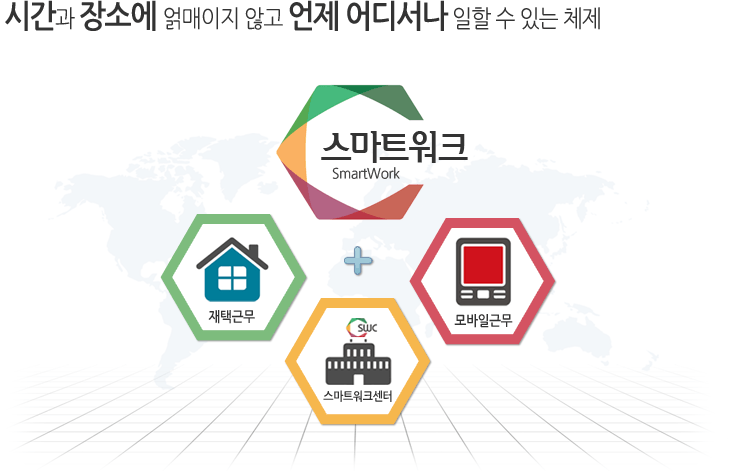 시간과 장소에 얽매이지 않고 언제 어디서나 일할 수 있는 체제
스마트워크
SmartWork
재택근무
모바일근무
SWC
스마트워크센터